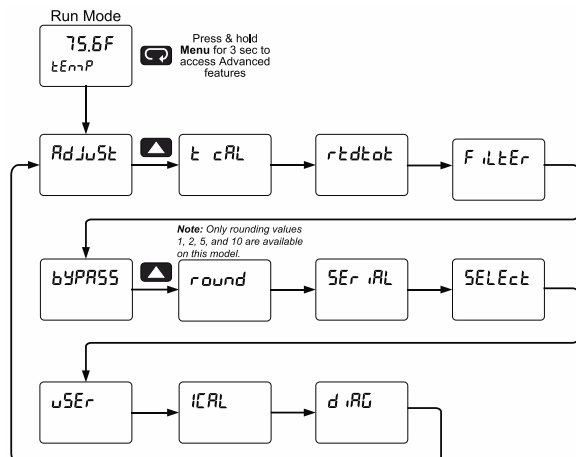 Run Mode
75.6F
tEmP
Press & hold
Menu for 3 sec to
access Advanced
features
AdJuSt
t cAL
rtdtot
FiLtEr
Note: Only rounding values
1, 2, 5, and 10 are available
on this model.
bYPASS
round
SEriAL
SELEct
uSEr
ICAL
diAG